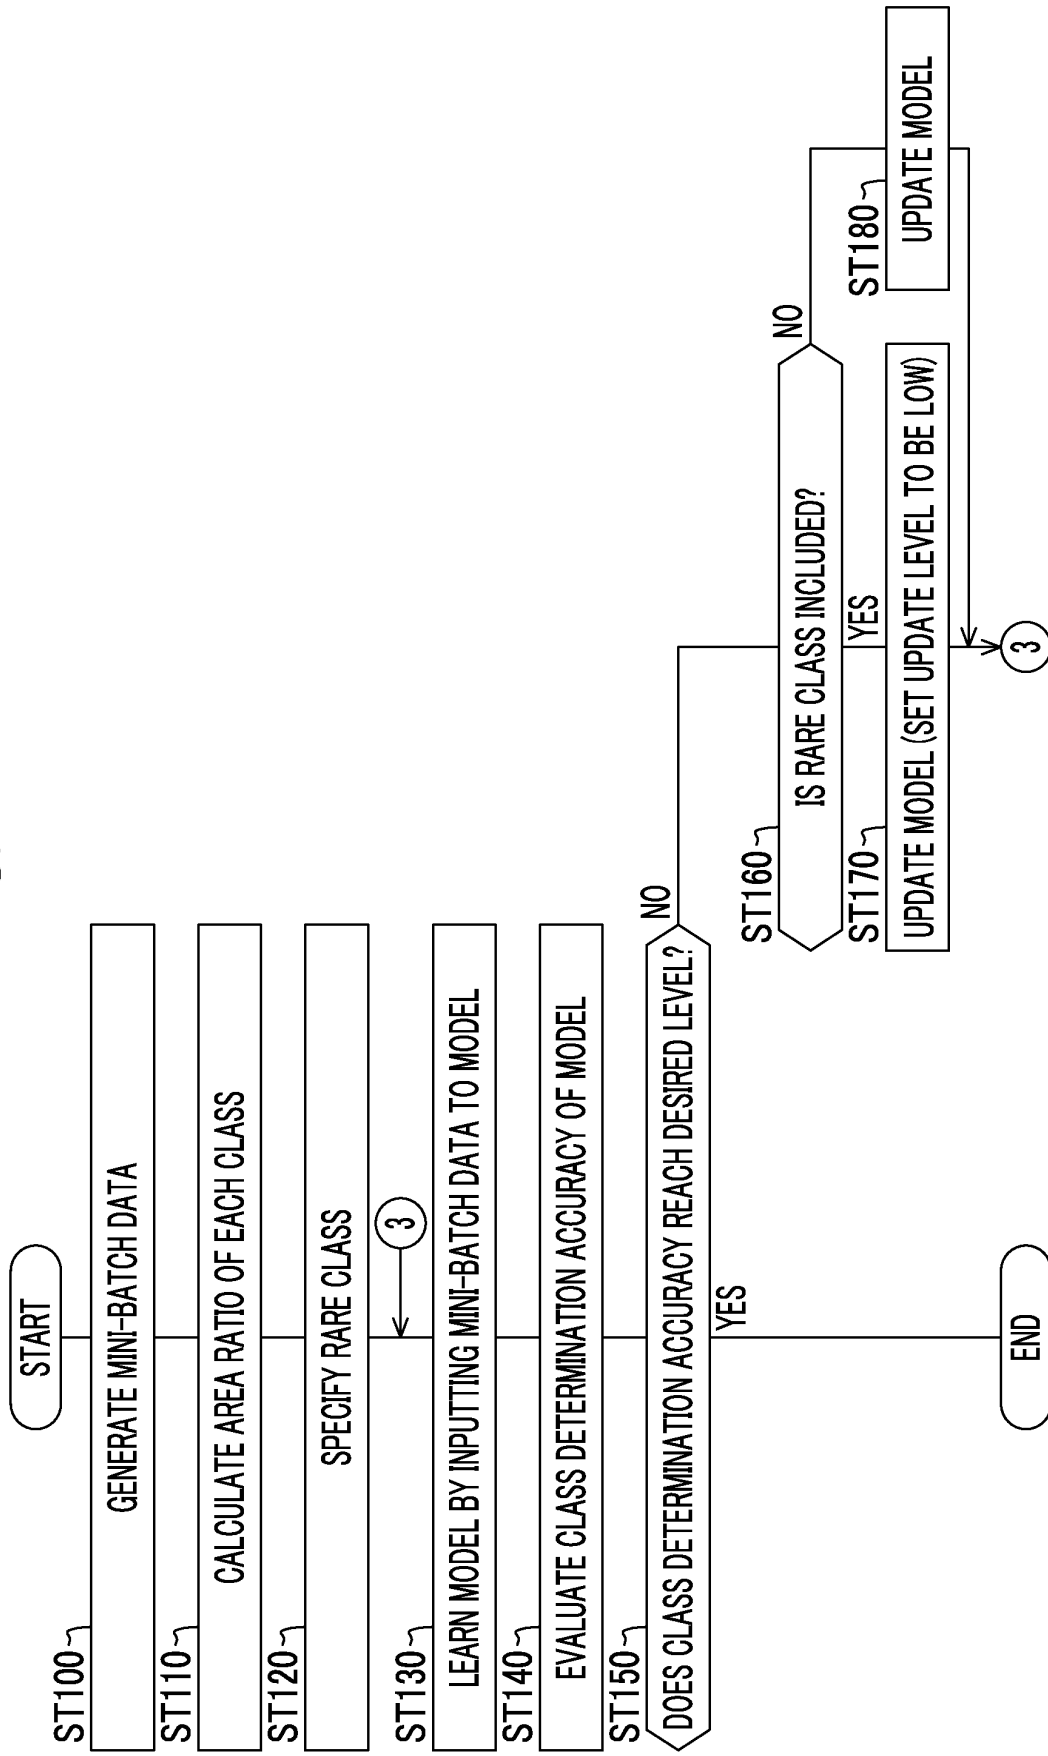 START
ST100
GENERATE MINI-BATCH DATA
ST110
CALCULATE AREA RATIO OF EACH CLASS
ST120
SPECIFY RARE CLASS
3
ST130
LEARN MODEL BY INPUTTING MINI-BATCH DATA TO MODEL
ST140
EVALUATE CLASS DETERMINATION ACCURACY OF MODEL
ST150
DOES CLASS DETERMINATION ACCURACY REACH DESIRED LEVEL?
NO
YES
ST160
IS RARE CLASS INCLUDED?
NO
YES
ST170
UPDATE MODEL (SET UPDATE LEVEL TO BE LOW)
ST180
UPDATE MODEL
3
END